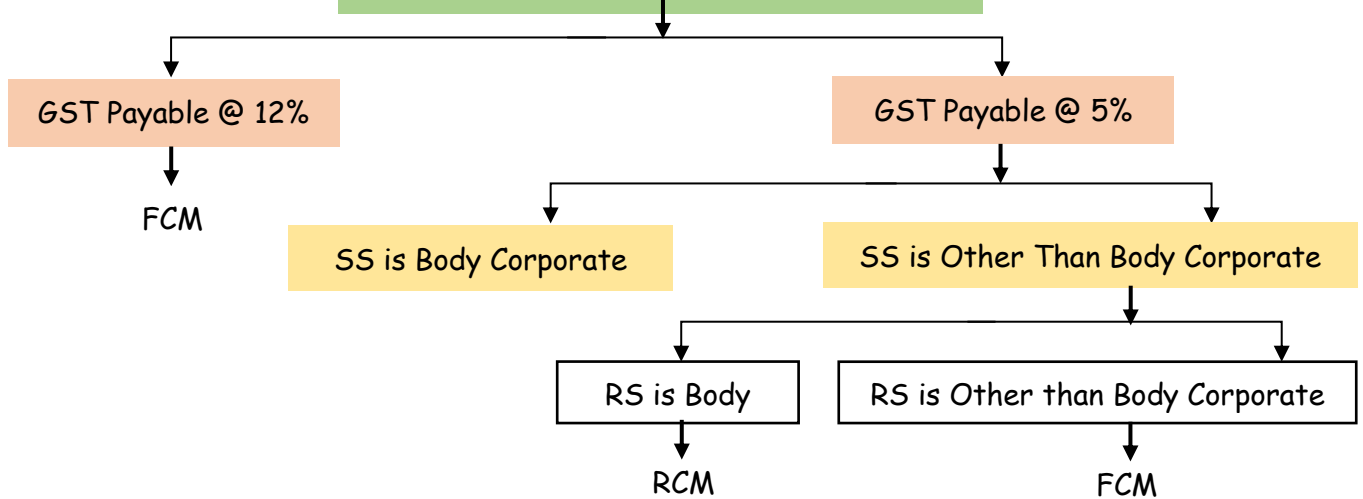 GST Payable @ 12%
GST Payable @ 5%
FCM
SS is Body Corporate
SS is Other Than Body Corporate
RS is Body
RS is Other than Body Corporate
RCM
FCM